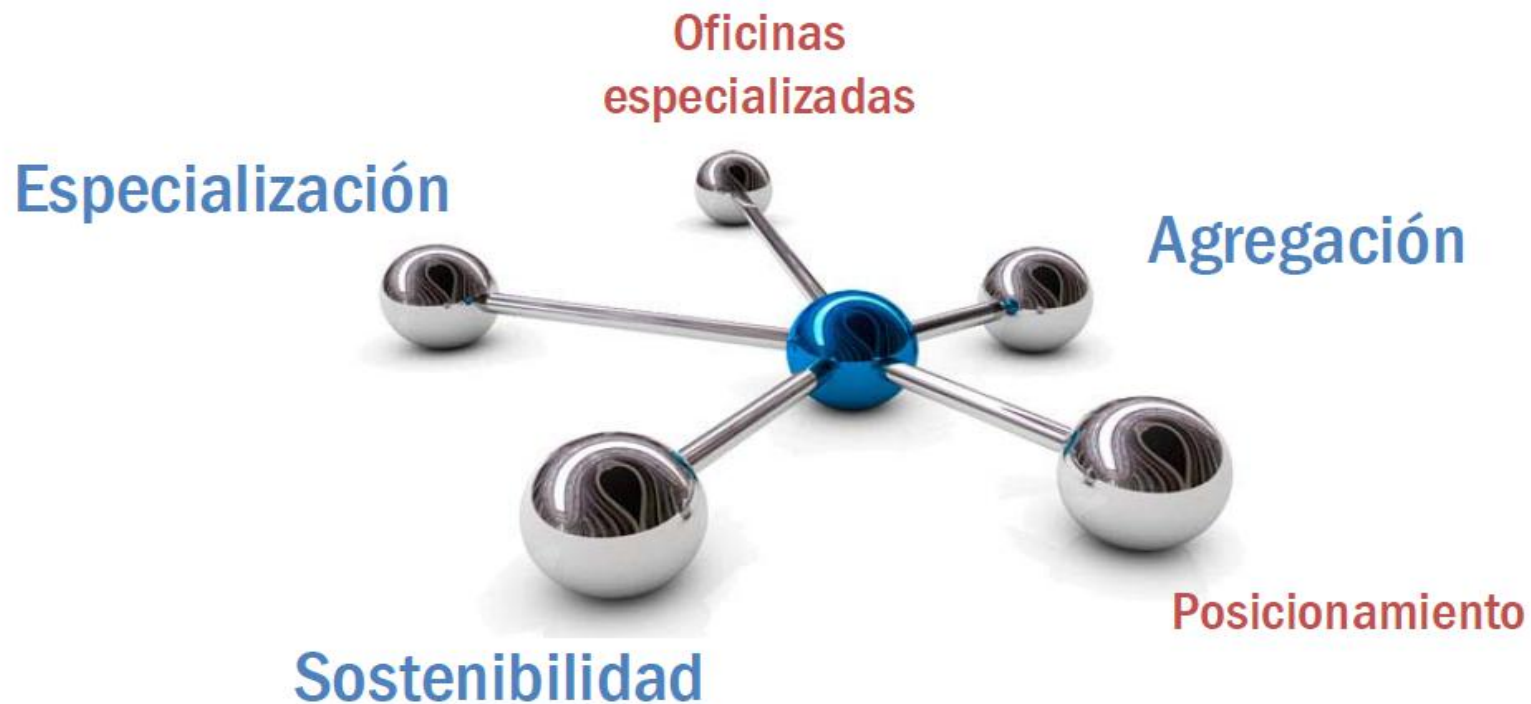 Oficinas
especializadas
Especialización
Agregación
Posicionamiento
Sostenibilidad